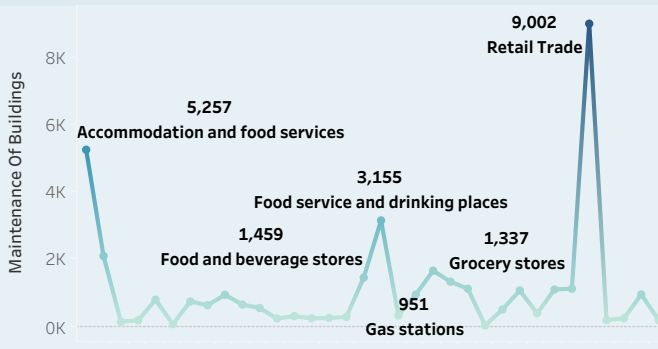 9,002
Retail Trade
8K
Maintenance Of Buildings
6K
5,257
Accommodation and food services
4K
3,155
Food service and drinking places
1,459
Food and beverage stores
1,337
Grocery stores
2K
951
Gas stations
0K